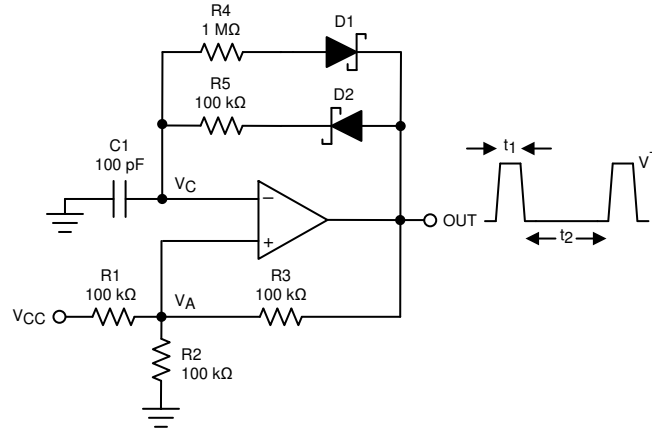 R4
1 MΩ
D1
R5
100 kΩ
D2
C1
100 pF
VC
−
+
OUT
t1
V+
t2
R1
100 kΩ
R3
100 kΩ
VCC
VA
R2
100 kΩ